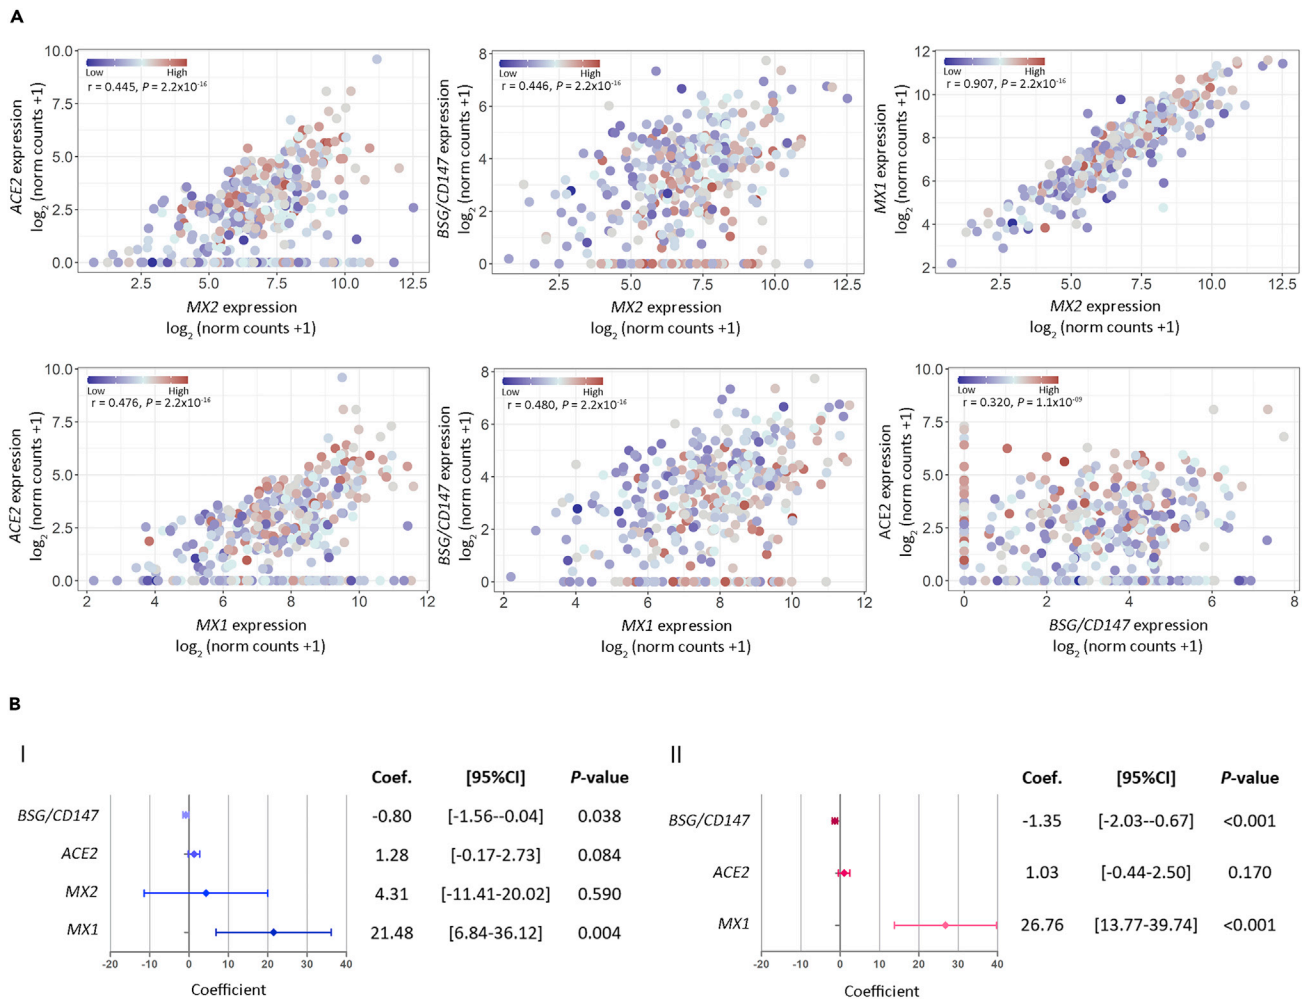 A
ACE2 expression
log2 (norm counts +1)
10.0
7.5
5.0
2.5
0.0
Low High
r = 0.445, P = 2.2x10-16
2.5 5.0 7.5 10.0 12.5
MX2 expression
log2 (norm counts +1)
BSG/CD147 expression
log2 (norm counts +1)
8
6
4
2
0
Low High
r = 0.446, P = 2.2x10-16
2.5 5.0 7.5 10.0 12.5
MX2 expression
log2 (norm counts +1)
MX1 expression
log2 (norm counts +1)
12
10
8
6
4
2
Low High
r = 0.907, P = 2.2x10-16
2.5 5.0 7.5 10.0 12.5
MX2 expression
log2 (norm counts +1)
ACE2 expression
log2 (norm counts +1)
10.0
7.5
5.0
2.5
0.0
Low High
r = 0.476, P = 2.2x10-16
2 4 6 8 10 12
MX1 expression
log2 (norm counts +1)
BSG/CD147 expression
log2 (norm counts +1)
8
6
4
2
0
Low High
r = 0.480, P = 2.2x10-16
2 4 6 8 10 12
MX1 expression
log2 (norm counts +1)
ACE2 expression
log2 (norm counts +1)
10.0
7.5
5.0
2.5
0.0
Low High
r = 0.320, P = 1.1x10-09
0 2 4 6 8
BSG/CD147 expression
log2 (norm counts +1)
B
I
Coef. [95%CI] P-value
BSG/CD147 -0.80 [-1.56--0.04] 0.038
ACE2 1.28 [-0.17-2.73] 0.084
MX2 4.31 [-11.41-20.02] 0.590
MX1 21.48 [6.84-36.12] 0.004
-20 -10 0 10 20 30 40
Coefficient
II
Coef. [95%CI] P-value
BSG/CD147 -1.35 [-2.03--0.67] <0.001
ACE2 1.03 [-0.44-2.50] 0.170
MX1 26.76 [13.77-39.74] <0.001
-20 -10 0 10 20 30 40
Coefficient